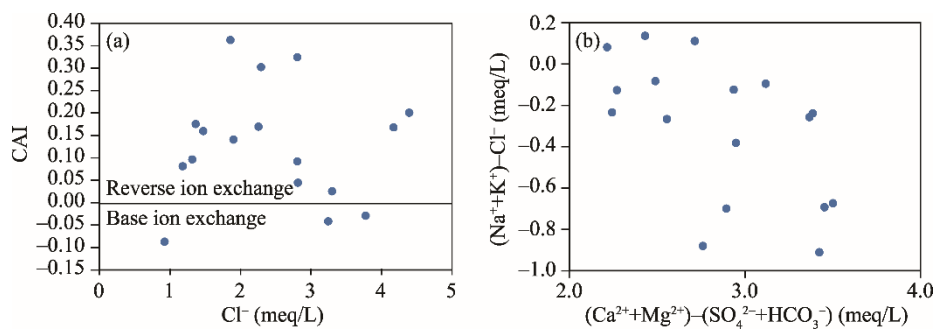 (a)
CAI
0.40
0.35
0.30
0.25
0.20
0.15
0.10
0.05
0.00
–0.05
–0.10
–0.15
Reverse ion exchange
Base ion exchange
0 1 2 3 4 5
Cl⁻ (meq/L)
(b)
(Na⁺+K⁺)–Cl⁻ (meq/L)
0.2
0.0
–0.2
–0.4
–0.6
–0.8
–1.0
2.0 3.0 4.0
(Ca²⁺+Mg²⁺)–(SO₄²⁻+HCO₃⁻) (meq/L)